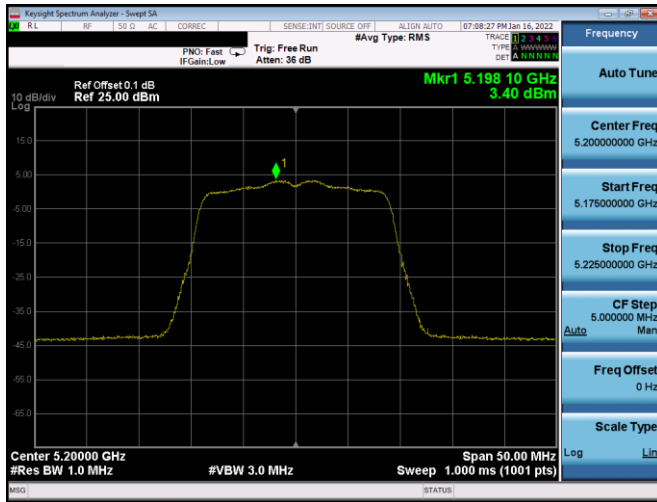 Keysight Spectrum Analyzer - Swept SA
RL RF 50 Ω AC CORREC SENSE:INT SOURCE OFF ALIGN AUTO 07:08:27 PM Jan 16, 2022
#Avg Type: RMS
TRACE 1 2 3 4 5 6
TYPE A WWWWW
DET A N N N N N
PNO: Fast
IFGain:Low
Trig: Free Run
Atten: 36 dB
Mkr1 5.198 10 GHz
3.40 dBm
Ref Offset 0.1 dB
Ref 25.00 dBm
10 dB/div
Log
15.0
5.00
-5.00
-15.0
-25.0
-35.0
-45.0
-55.0
-65.0
1
Center 5.20000 GHz
Span 50.00 MHz
#Res BW 1.0 MHz
#VBW 3.0 MHz
Sweep 1.000 ms (1001 pts)
MSG
STATUS
Frequency
Auto Tune
Center Freq
5.200000000 GHz
Start Freq
5.175000000 GHz
Stop Freq
5.225000000 GHz
CF Step
5.000000 MHz
Auto Man
Freq Offset
0 Hz
Scale Type
Log Lin